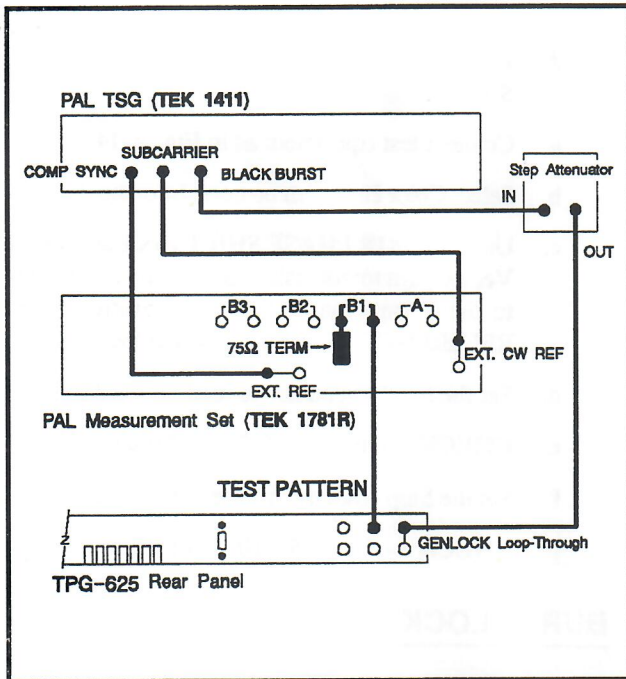 PAL TSG (TEK 1411)
COMP SYNC
SUBCARRIER
BLACK BURST
Step Attenuator
IN
OUT
B3
B2
B1
A
75Ω TERM
EXT. CW REF
EXT. REF
PAL Measurement Set (TEK 1781R)
TEST PATTERN
GENLOCK Loop-Through
TPG-625 Rear Panel